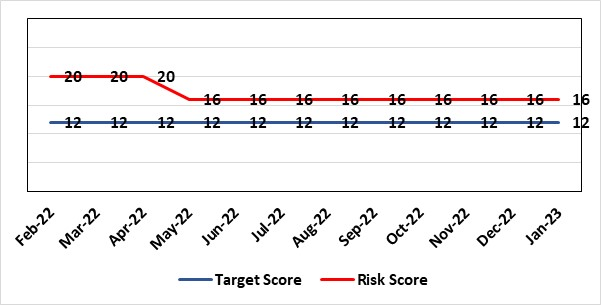 20 20 20
16 16 16 16 16 16 16 16 16
12 12 12 12 12 12 12 12 12 12 12 12
Feb-22 Mar-22 Apr-22 May-22 Jun-22 Jul-22 Aug-22 Sep-22 Oct-22 Nov-22 Dec-22 Jan-23
Target Score Risk Score